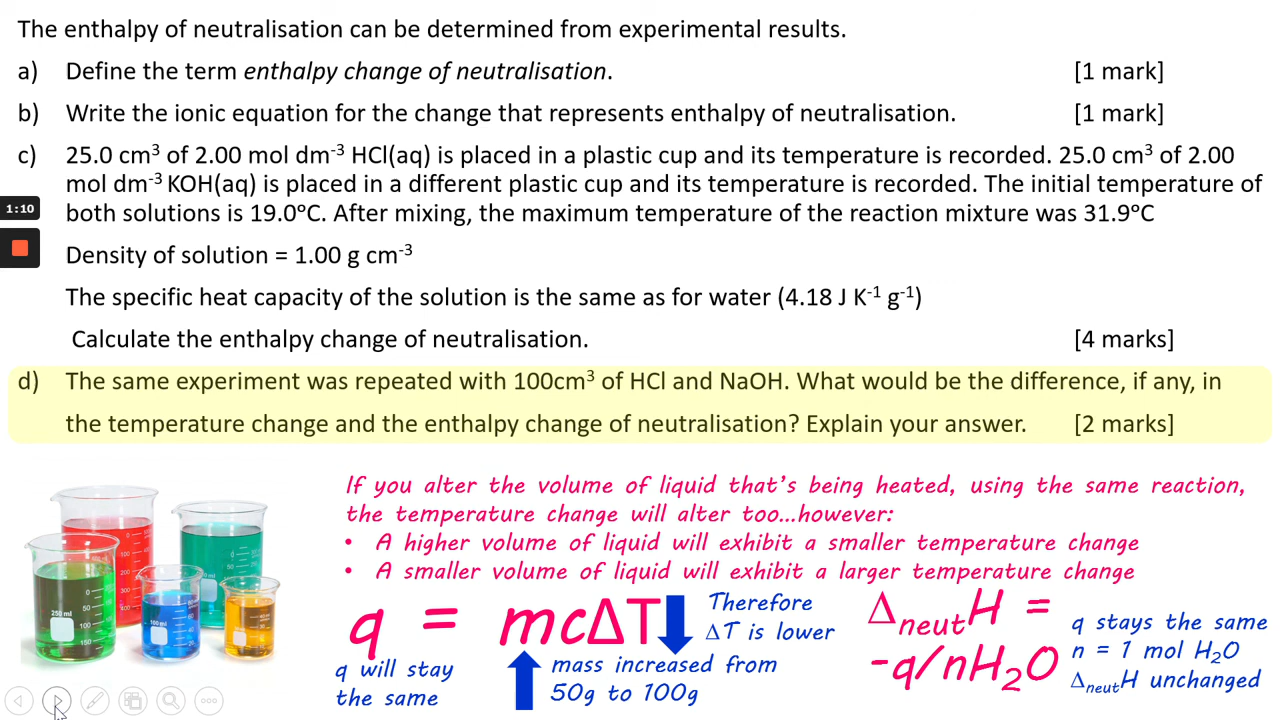 The enthalpy of neutralisation can be determined from experimental results.
a) Define the term enthalpy change of neutralisation. [1 mark]
b) Write the ionic equation for the change that represents enthalpy of neutralisation. [1 mark]
c) 25.0 cm³ of 2.00 mol dm⁻³ HCl(aq) is placed in a plastic cup and its temperature is recorded. 25.0 cm³ of 2.00
mol dm⁻³ KOH(aq) is placed in a different plastic cup and its temperature is recorded. The initial temperature of
1:10
both solutions is 19.0ºC. After mixing, the maximum temperature of the reaction mixture was 31.9ºC
Density of solution = 1.00 g cm⁻³
The specific heat capacity of the solution is the same as for water (4.18 J K⁻¹ g⁻¹)
Calculate the enthalpy change of neutralisation. [4 marks]
d) The same experiment was repeated with 100cm³ of HCl and NaOH. What would be the difference, if any, in
the temperature change and the enthalpy change of neutralisation? Explain your answer. [2 marks]
If you alter the volume of liquid that's being heated, using the same reaction,
the temperature change will alter too...however:
• A higher volume of liquid will exhibit a smaller temperature change
• A smaller volume of liquid will exhibit a larger temperature change
q = mcΔT
Therefore
ΔT is lower
q will stay
the same
mass increased from
50g to 100g
ΔneutH =
-q/nH₂O
q stays the same
n = 1 mol H₂O
ΔneutH unchanged
250 ml
0
50
100
150
100 ml